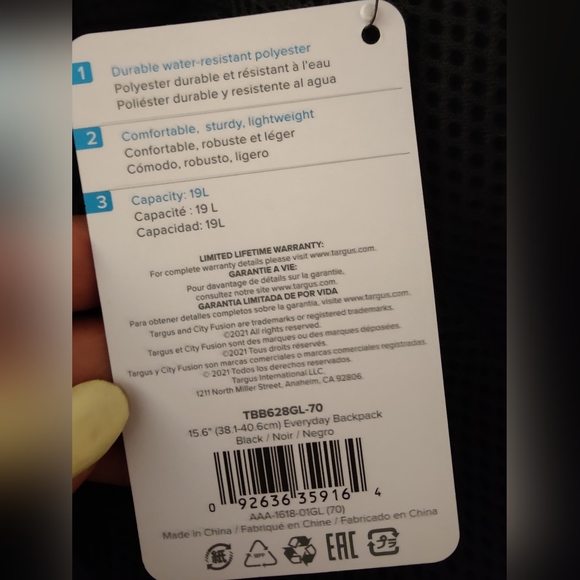 1 Durable water-resistant polyester
Polyester durable et résistant à l'eau
Poliéster durable y resistente al agua
2 Comfortable, sturdy, lightweight
Confortable, robuste et léger
Cómodo, robusto, ligero
3 Capacity: 19L
Capacité : 19 L
Capacidad: 19L
LIMITED LIFETIME WARRANTY:
For complete warranty details please visit www.targus.com.
GARANTIE A VIE:
Pour davantage de détails sur la garantie,
consultez notre site www.targus.com.
GARANTIA LIMITADA DE POR VIDA
Para obtener detalles completos sobre la garantía, visite www.targus.com.
Targus and City Fusion are trademarks or registered trademarks.
©2021 All rights reserved.
Targus et City Fusion sont des marques ou des marques déposées.
©2021 Tous droits réservés.
Targus y City Fusion son marcas comerciales o marcas comerciales registradas.
©2021 Todos los derechos reservados.
Targus International LLC.
1211 North Miller Street, Anaheim, CA 92806.
TBB628GL-70
15.6" (38.1-40.6cm) Everyday Backpack
Black / Noir / Negro
0 92636 35916 4
AAA-1618-01GL (70)
Made in China / Fabriqué en Chine / Fabricado en China
紙 PP EAC プラ